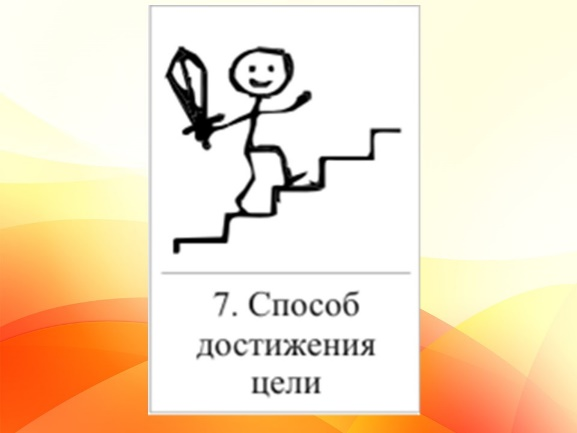 7. Способ
достижения
цели